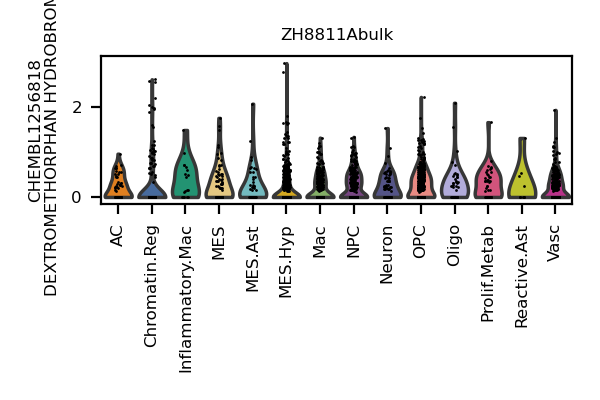 ZH8811Abulk
CHEMBL1256818
DEXTROMETHORPHAN
2
0
AC
Chromatin.Reg
Inflammatory.Mac
MES
MES.Ast
MES.Hyp
Mac
NPC
Neuron
OPC
Oligo
Prolif.Metab
Reactive.Ast
Vasc